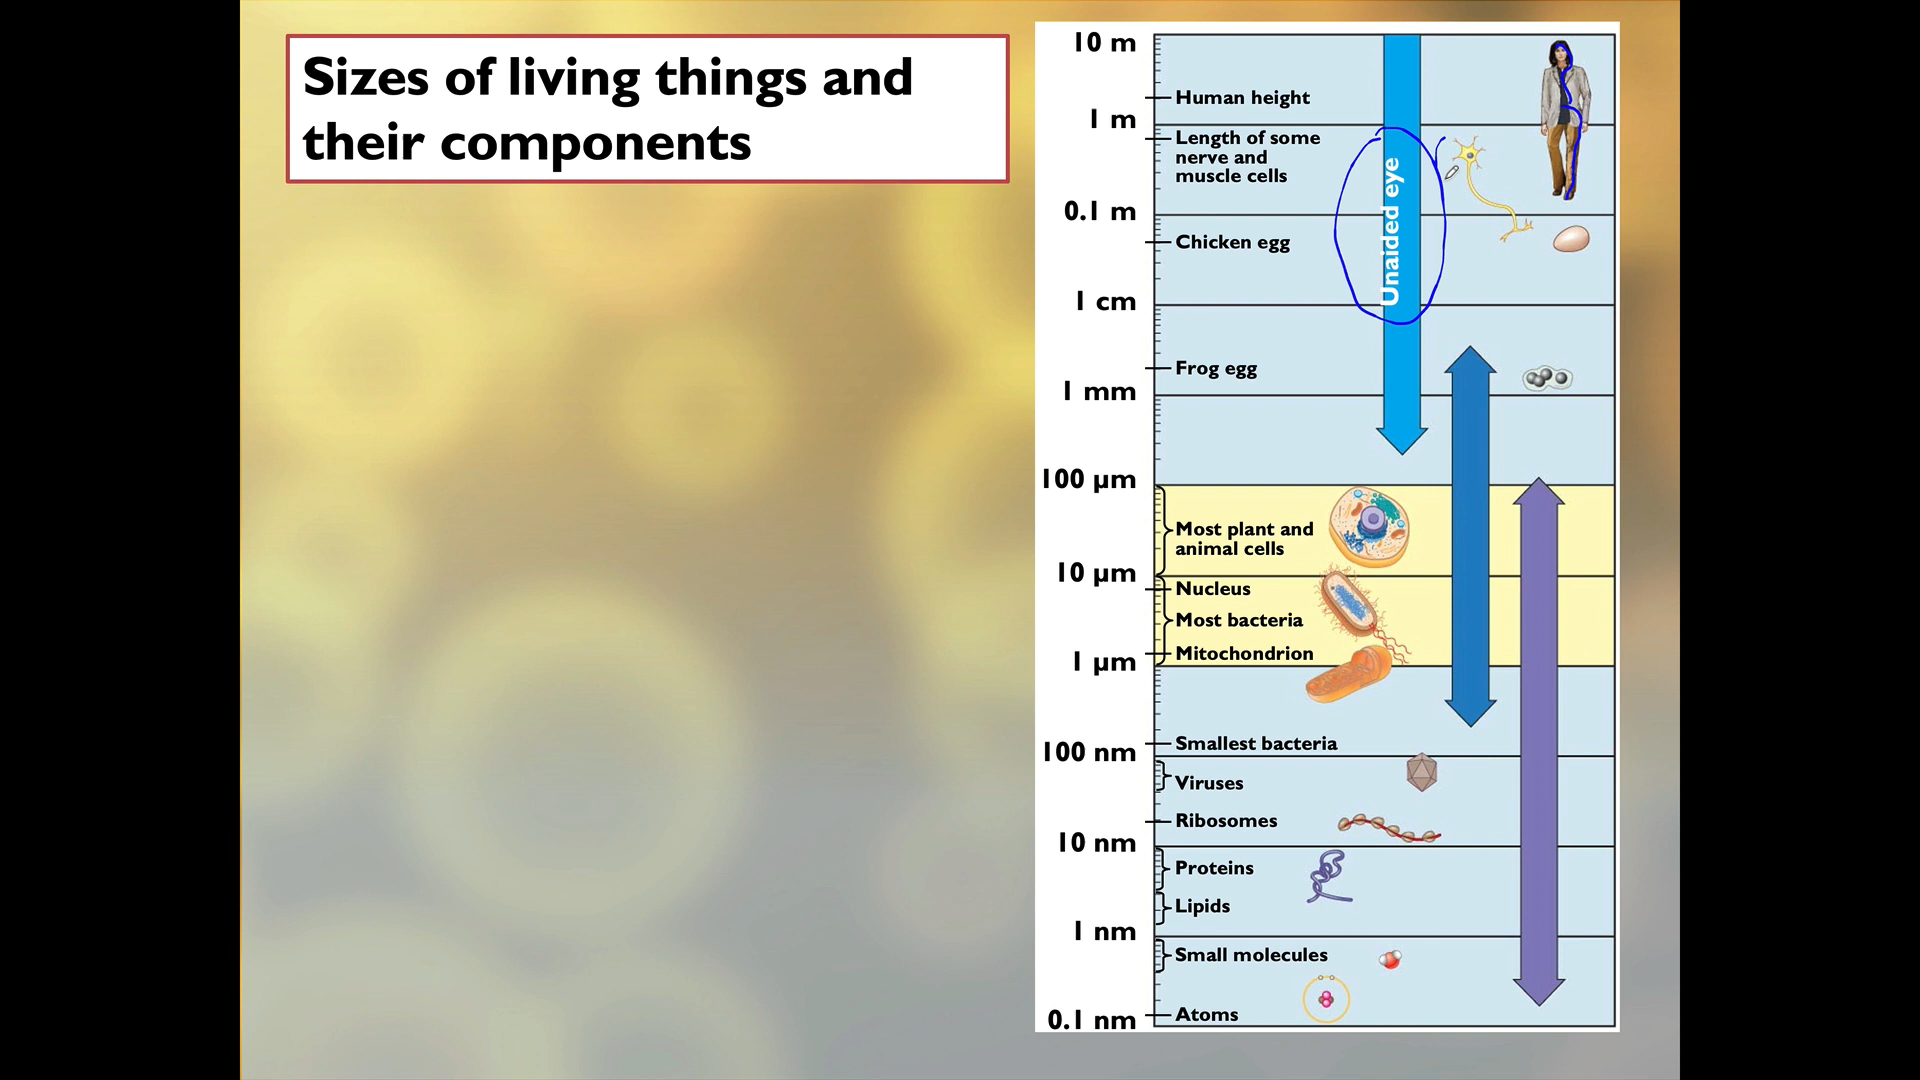 Sizes of living things and
their components
10 m
Human height
1 m
Length of some
nerve and
muscle cells
Unaided eye
0.1 m
Chicken egg
1 cm
Frog egg
1 mm
100 µm
Most plant and
animal cells
10 µm
Nucleus
Most bacteria
Mitochondrion
1 µm
Smallest bacteria
100 nm
Viruses
Ribosomes
10 nm
Proteins
Lipids
1 nm
Small molecules
Atoms
0.1 nm